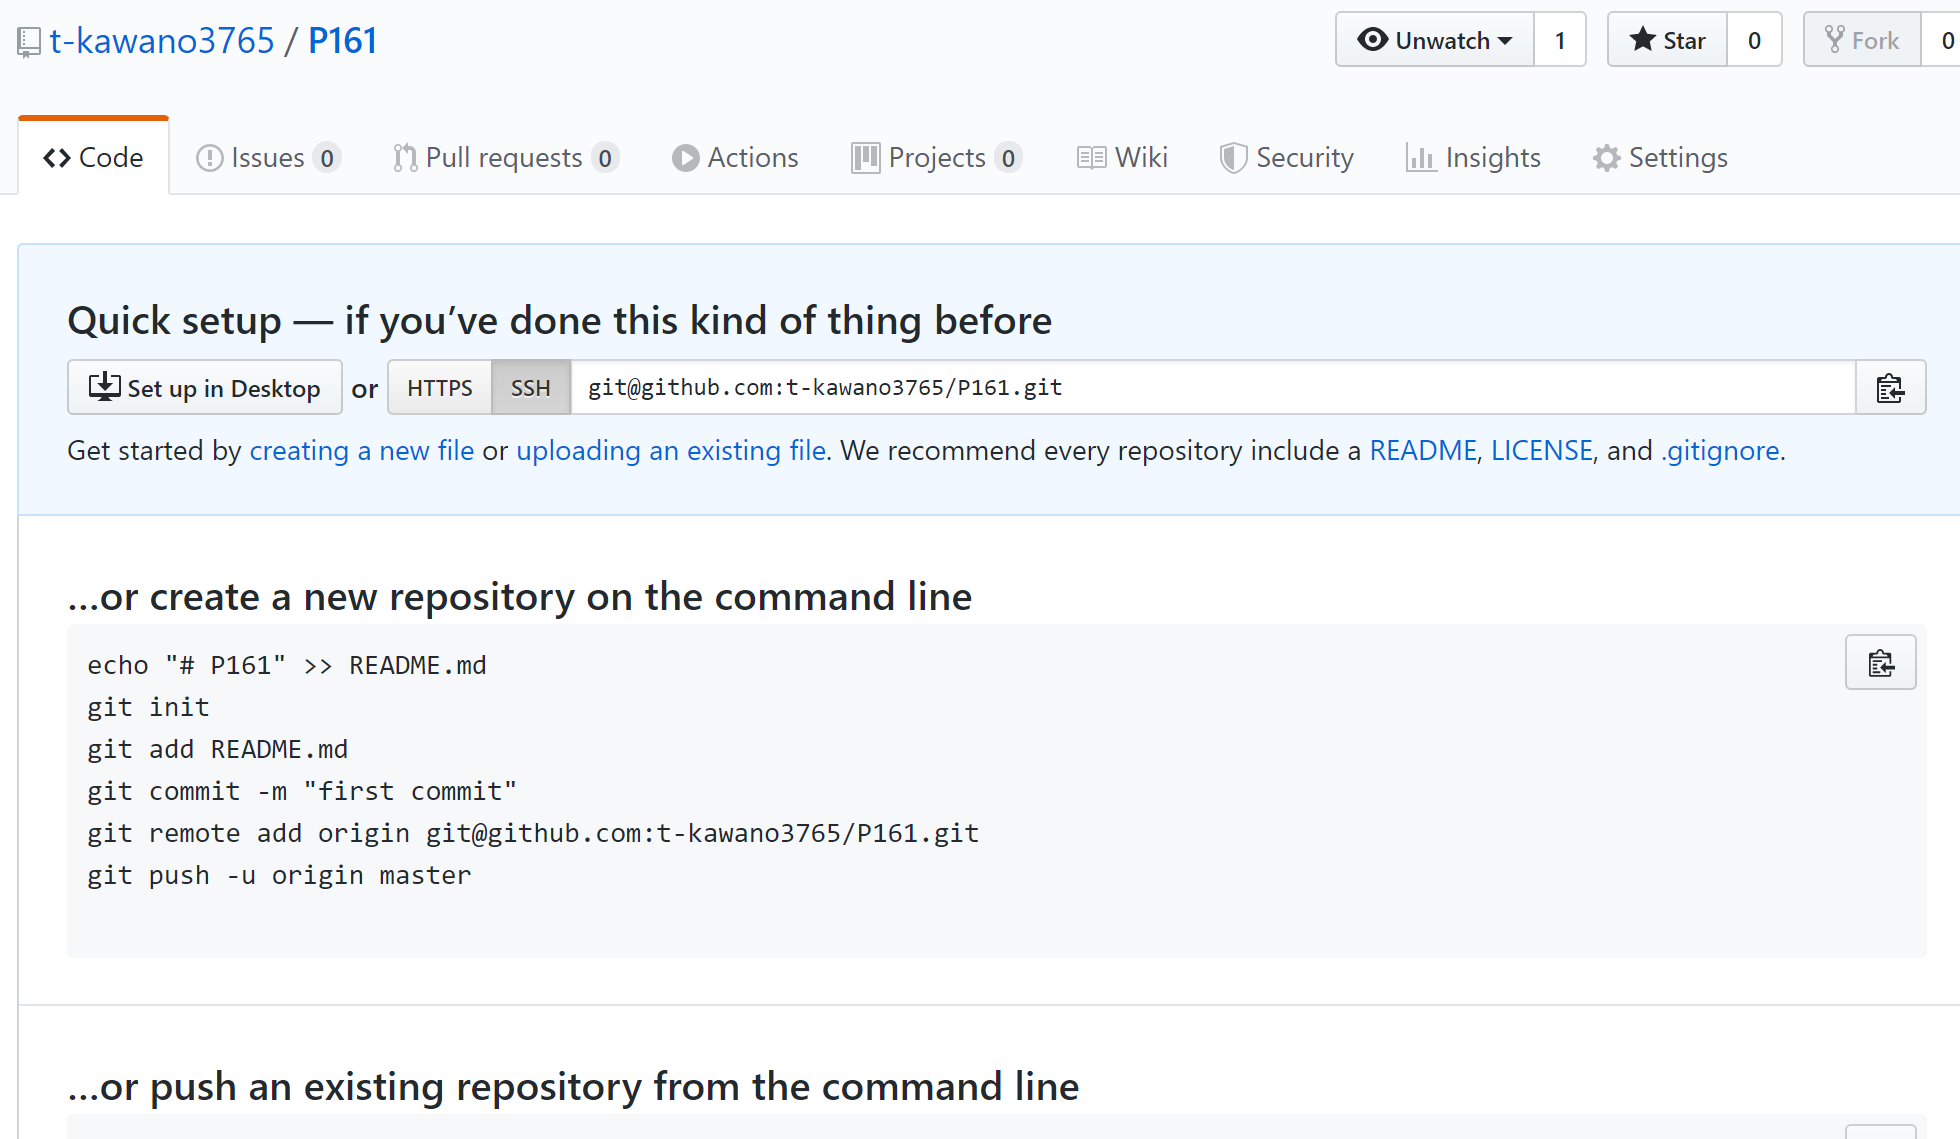 t-kawano3765 / P161
Unwatch 1 Star 0 Fork 0
Code Issues 0 Pull requests 0 Actions Projects 0 Wiki Security Insights Settings
Quick setup — if you’ve done this kind of thing before
Set up in Desktop or HTTPS SSH git@github.com:t-kawano3765/P161.git
Get started by creating a new file or uploading an existing file. We recommend every repository include a README, LICENSE, and .gitignore.
…or create a new repository on the command line
echo "# P161" >> README.md
git init
git add README.md
git commit -m "first commit"
git remote add origin git@github.com:t-kawano3765/P161.git
git push -u origin master
…or push an existing repository from the command line